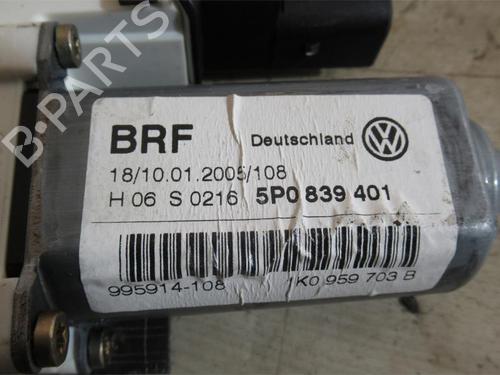 B-PARTS
BRF Deutschland
18/10.01.2005/108
H 06 S 0216 5P0 839 401
995914-108 1K0 959 703 B